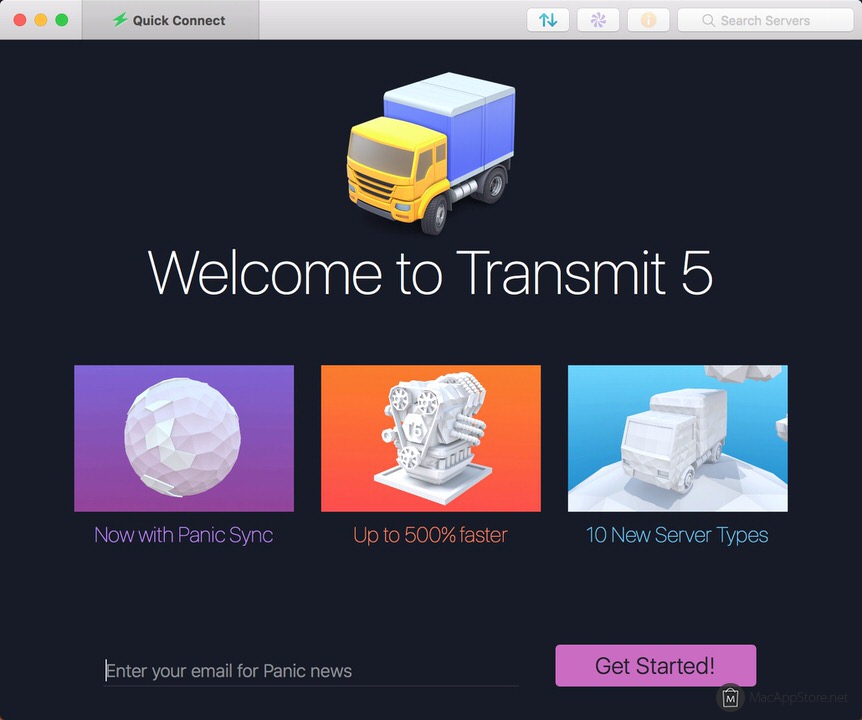 Quick Connect
Search Servers
Welcome to Transmit 5
Now with Panic Sync
Up to 500% faster
10 New Server Types
Enter your email for Panic news
Get Started!
MacAppStore.net